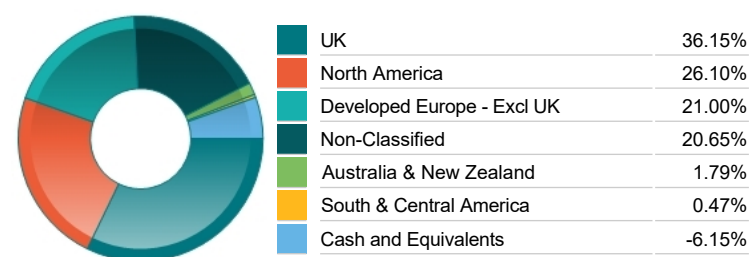 UK 36.15%
North America 26.10%
Developed Europe - Excl UK 21.00%
Non-Classified 20.65%
Australia & New Zealand 1.79%
South & Central America 0.47%
Cash and Equivalents -6.15%